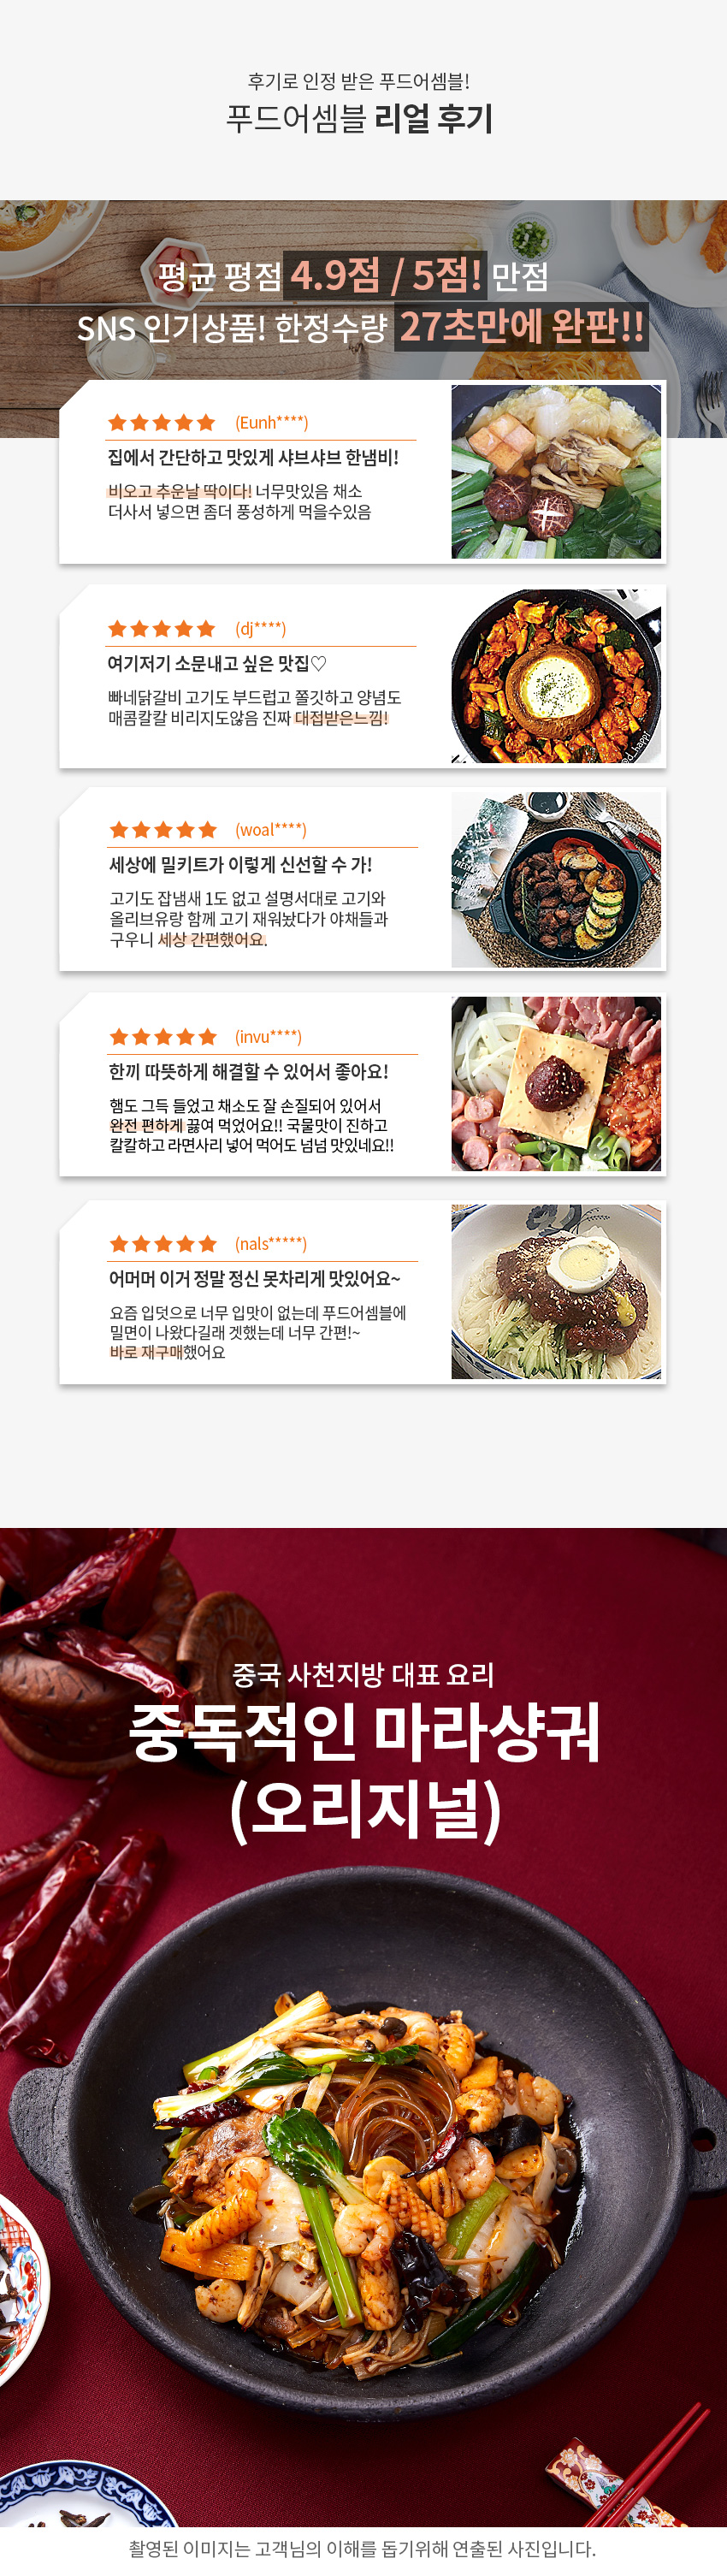 후기로 인정 받은 푸드어셈블!
푸드어셈블 리얼 후기
평균 평점 4.9점 / 5점! 만점
SNS 인기상품! 한정수량 27초만에 완판!!
(Eunh****)
집에서 간단하고 맛있게 샤브샤브 한냄비!
비오고 추운날 딱이다! 너무맛있음 채소
더사서 넣으면 좀더 풍성하게 먹을수있음
(dj****)
여기저기 소문내고 싶은 맛집♡
빠네닭갈비 고기도 부드럽고 쫄깃하고 양념도
매콤칼칼 비리지도않음 진짜 대접받은느낌!
(woal****)
세상에 밀키트가 이렇게 신선할 수 가!
고기도 잡냄새 1도 없고 설명서대로 고기와
올리브유랑 함께 고기 재워놨다가 야채들과
구우니 세상 간편했어요.
(invu****)
한끼 따뜻하게 해결할 수 있어서 좋아요!
햄도 그득 들었고 채소도 잘 손질되어 있어서
완전 편하게 끓여 먹었어요!! 국물맛이 진하고
칼칼하고 라면사리 넣어 먹어도 넘넘 맛있네요!!
(nals*****)
어머머 이거 정말 정신 못차리게 맛있어요~
요즘 입덧으로 너무 입맛이 없는데 푸드어셈블에
밀면이 나왔다길래 겟했는데 너무 간편!~
바로 재구매했어요
중국 사천지방 대표 요리
중독적인 마라샹궈
(오리지널)
촬영된 이미지는 고객님의 이해를 돕기위해 연출된 사진입니다.